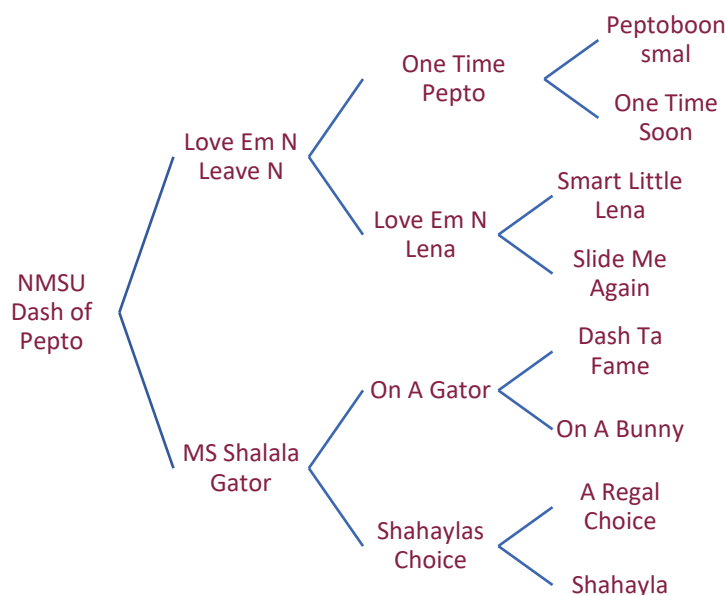 Peptoboon
smal
One Time
Pepto
One Time
Soon
Love Em N
Leave N
Smart Little
Lena
Love Em N
Lena
Slide Me
Again
NMSU
Dash of
Pepto
Dash Ta
Fame
On A Gator
On A Bunny
MS Shalala
Gator
A Regal
Choice
Shahaylas
Choice
Shahayla